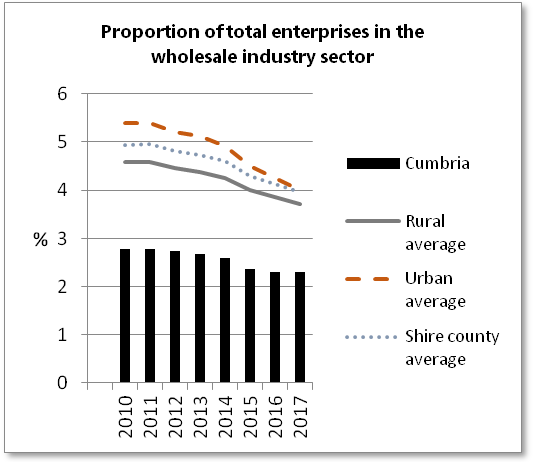 Proportion of total enterprises in the
wholesale industry sector
6
5
4
3
2
1
0
%
2010
2011
2012
2013
2014
2015
2016
2017
Cumbria
Rural
average
Urban
average
Shire county
average